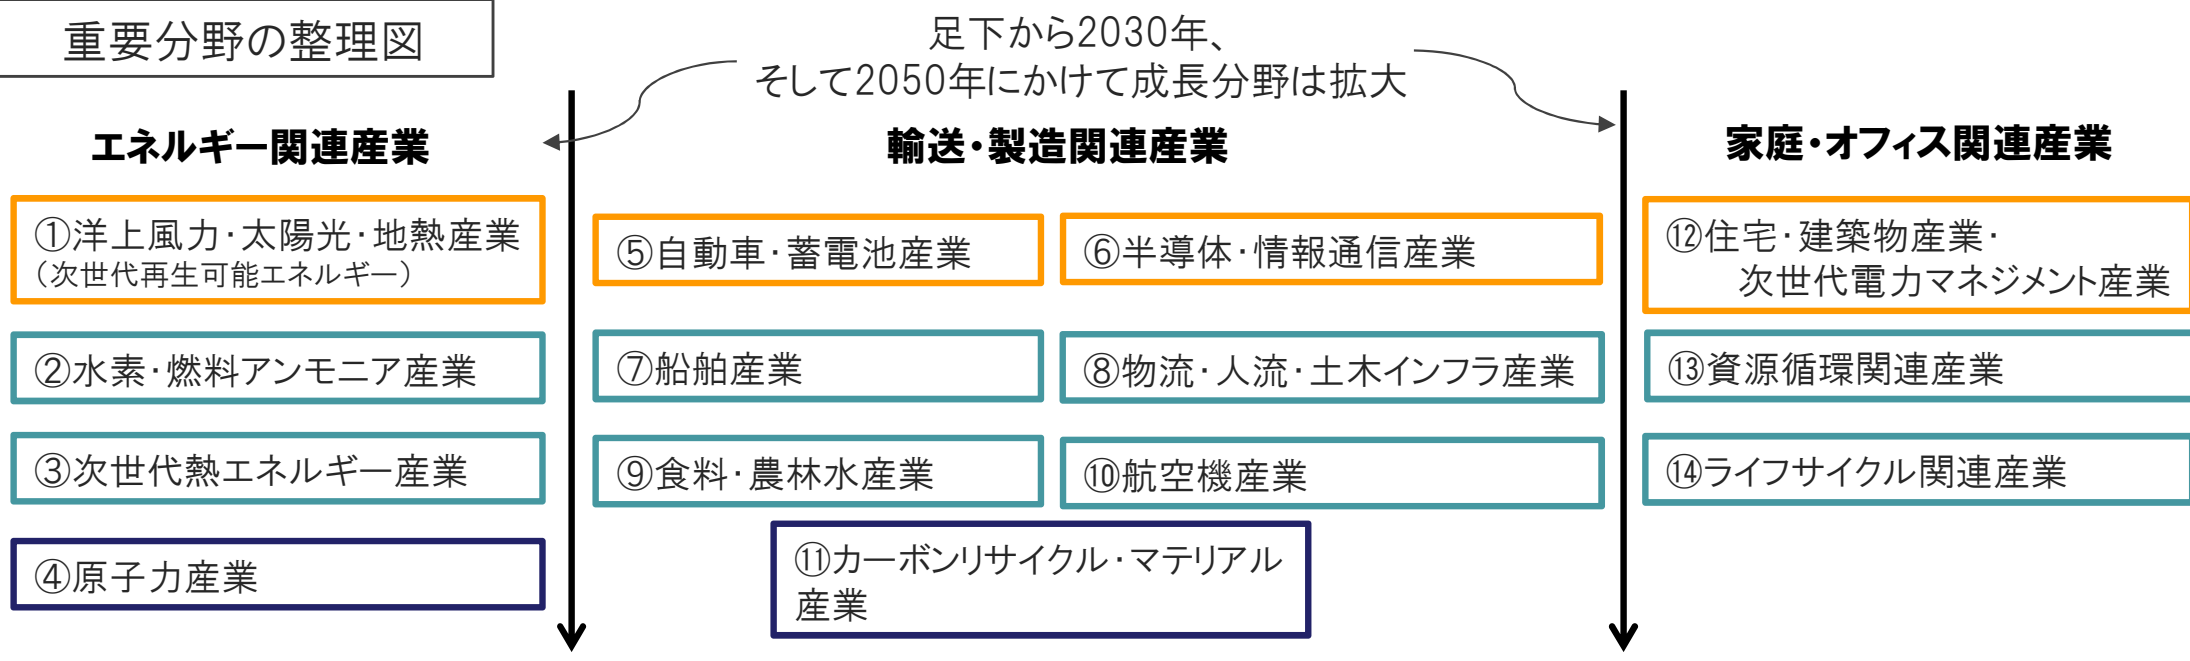 重要分野の整理図
足下から2030年、
そして2050年にかけて成長分野は拡大
エネルギー関連産業
①洋上風力・太陽光・地熱産業
（次世代再生可能エネルギー）
②水素・燃料アンモニア産業
③次世代熱エネルギー産業
④原子力産業
輸送・製造関連産業
⑤自動車・蓄電池産業
⑥半導体・情報通信産業
⑦船舶産業
⑧物流・人流・土木インフラ産業
⑨食料・農林水産業
⑩航空機産業
⑪カーボンリサイクル・マテリアル
産業
家庭・オフィス関連産業
⑫住宅・建築物産業・
次世代電力マネジメント産業
⑬資源循環関連産業
⑭ライフサイクル関連産業